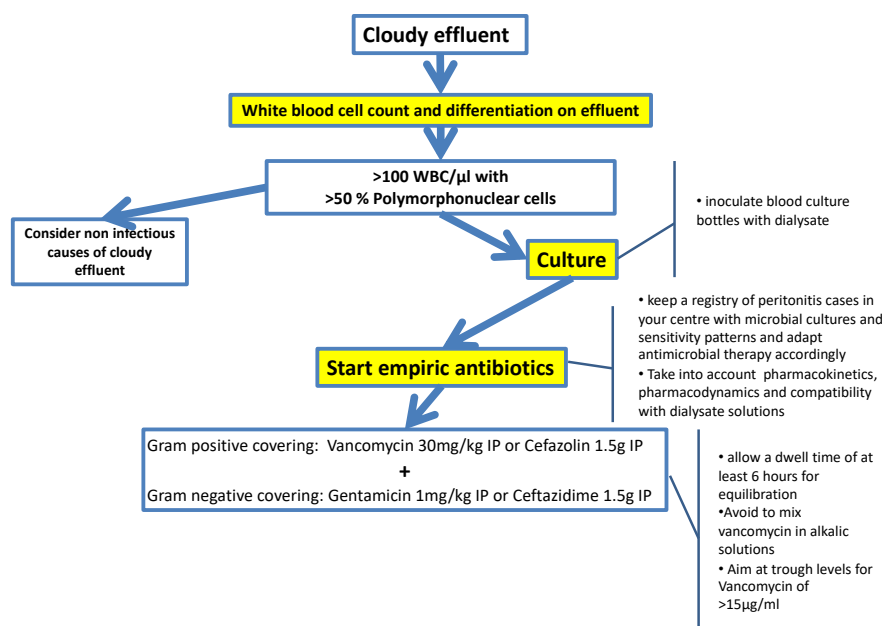 Cloudy effluent
White blood cell count and differentiation on effluent
>100 WBC/µl with
>50 % Polymorphonuclear cells
• inoculate blood culture
bottles with dialysate
Consider non infectious
causes of cloudy
effluent
Culture
• keep a registry of peritonitis cases in
your centre with microbial cultures and
sensitivity patterns and adapt
antimicrobial therapy accordingly
• Take into account pharmacokinetics,
pharmacodynamics and compatibility
with dialysate solutions
Start empiric antibiotics
Gram positive covering: Vancomycin 30mg/kg IP or Cefazolin 1.5g IP
+
Gram negative covering: Gentamicin 1mg/kg IP or Ceftazidime 1.5g IP
• allow a dwell time of at
least 6 hours for
equilibration
•Avoid to mix
vancomycin in alkalic
solutions
• Aim at trough levels for
Vancomycin of
>15µg/ml